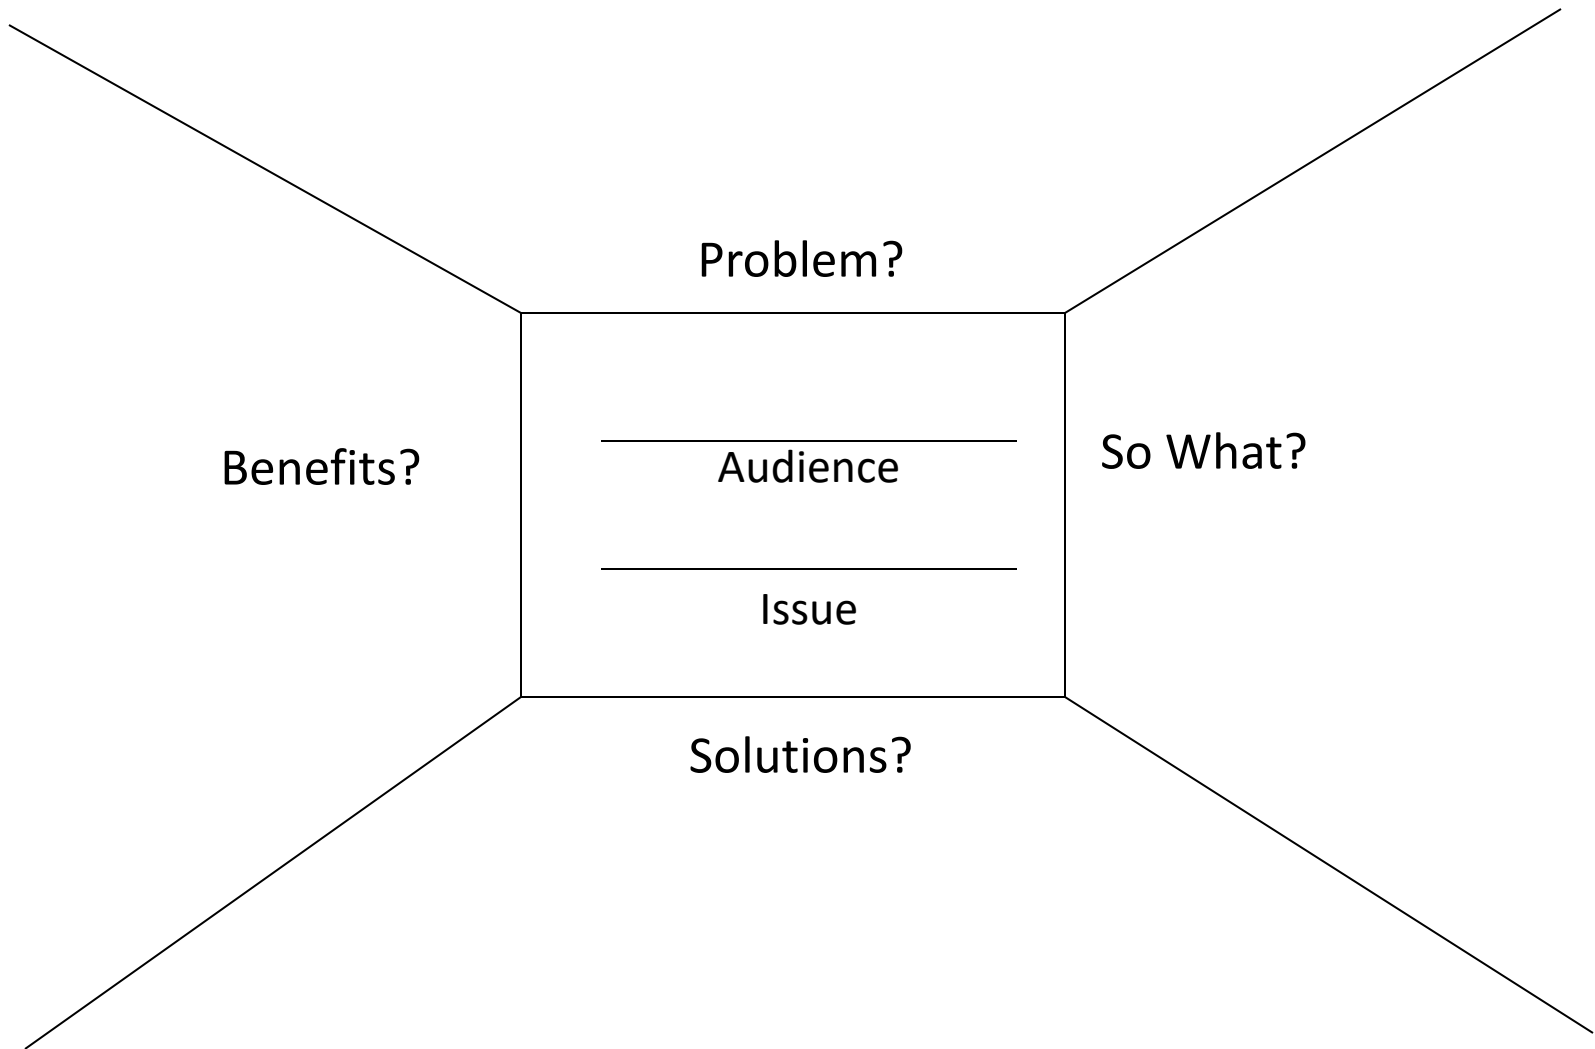 Problem?
Benefits?
Audience
So What?
Issue
Solutions?